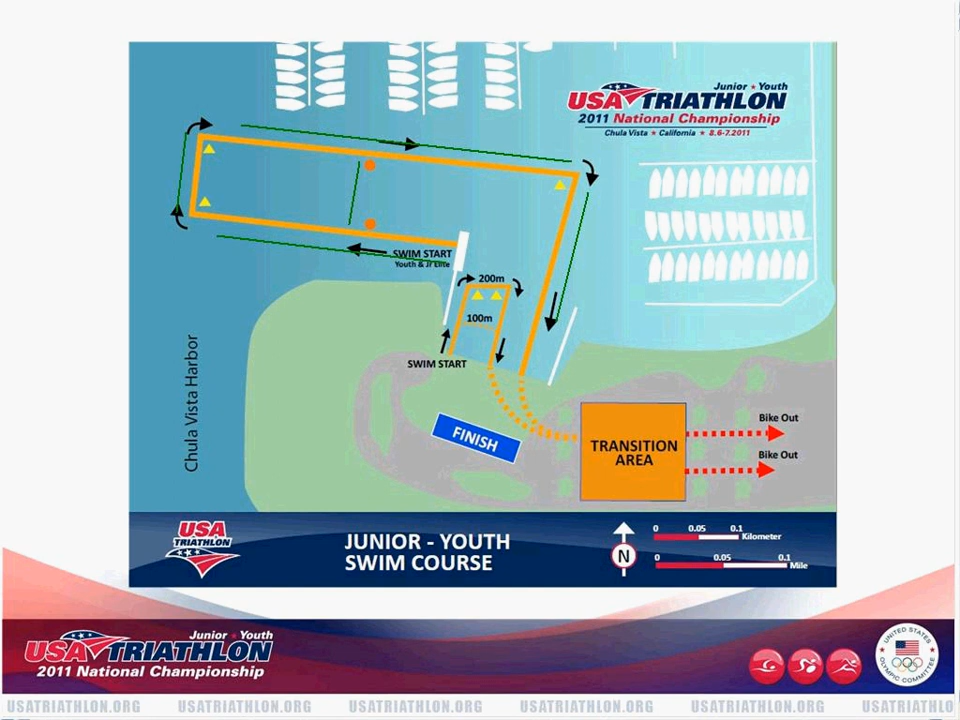 Junior ★ Youth
USA TRIATHLON
2011 National Championship
Chula Vista ★ California ★ 8.6-7.2011
SWIM START
Youth & Jr Elite
200m
100m
SWIM START
Chula Vista Harbor
FINISH
TRANSITION
AREA
Bike Out
Bike Out
USA
TRIATHLON
JUNIOR - YOUTH
SWIM COURSE
N
0 0.05 0.1
Kilometer
0 0.05 0.1
Mile
Junior ★ Youth
USA TRIATHLON
2011 National Championship
UNITED STATES
OLYMPIC COMMITTEE
USATRIATHLON.ORG USATRIATHLON.ORG USATRIATHLON.ORG USATRIATHLON.ORG USATRIATHLON.ORG USATRIATHLO